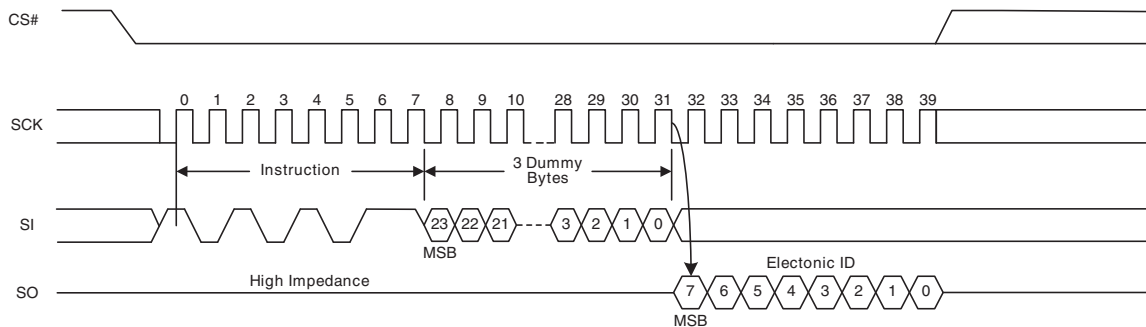 CS#
0 1 2 3 4 5 6 7 8 9 10 28 29 30 31 32 33 34 35 36 37 38 39
SCK
Instruction
3 Dummy
Bytes
SI
23 22 21 3 2 1 0
MSB
High Impedance
Electonic ID
SO
7 6 5 4 3 2 1 0
MSB